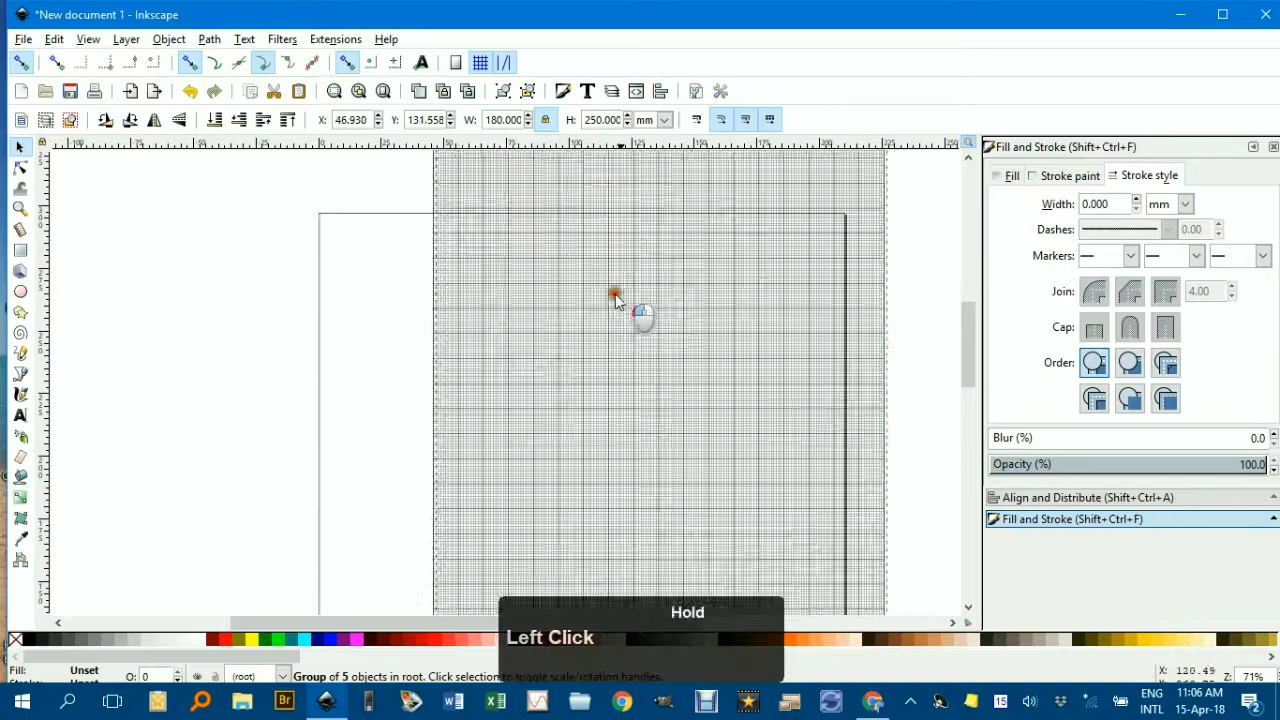 *New document 1 - Inkscape
File Edit View Layer Object Path Text Filters Extensions Help
X: 46.930 Y: 131.558 W: 180.000 H: 250.000 mm
Fill and Stroke (Shift+Ctrl+F)
Fill Stroke paint Stroke style
Width: 0.000 mm
Dashes: 0.00
Markers:
Join: 4.00
Cap:
Order:
Blur (%) 0.0
Opacity (%) 100.0
Align and Distribute (Shift+Ctrl+A)
Fill and Stroke (Shift+Ctrl+F)
Hold
Left Click
Fill: Unset
O: 0 (root) Group of 5 objects in root. Click selection to toggle scale/rotation handles.
X: 120.49
Z: 71%
ENG 11:06 AM
INTL 15-Apr-18